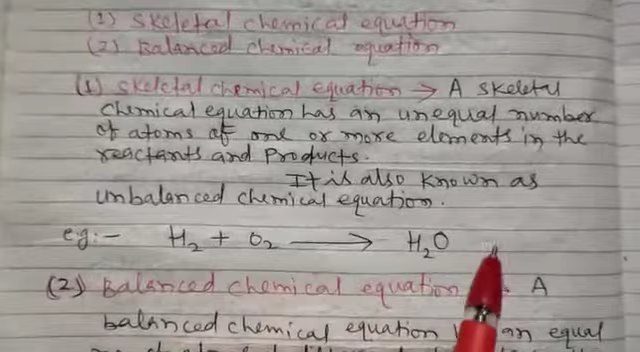 (1) Skeletal chemical equation
(2) Balanced chemical equation
(1) Skeletal chemical equation → A skeletal
chemical equation has an unequal number
of atoms of one or more elements in the
reactants and products.
It is also known as
unbalanced chemical equation.
eg:- H2 + O2 ⟶ H2O
(2) Balanced chemical equation A
balanced chemical equation an equal